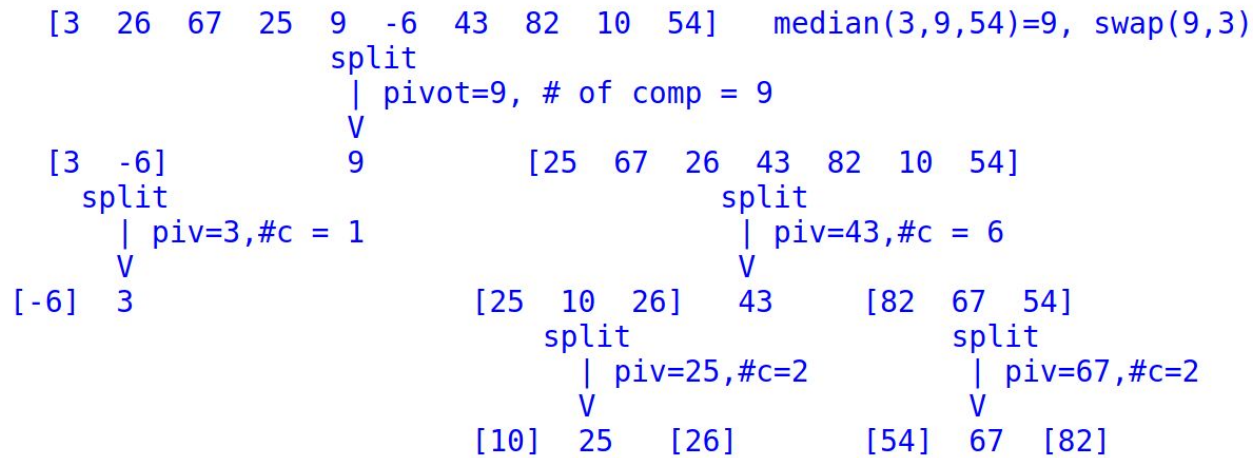 [3 26 67 25 9 -6 43 82 10 54] median(3,9,54)=9, swap(9,3)
split
| pivot=9, # of comp = 9
V
[3 -6] 9 [25 67 26 43 82 10 54]
split split
| piv=3,#c = 1 | piv=43,#c = 6
V V
[-6] 3 [25 10 26] 43 [82 67 54]
split split
| piv=25,#c=2 | piv=67,#c=2
V V
[10] 25 [26] [54] 67 [82]